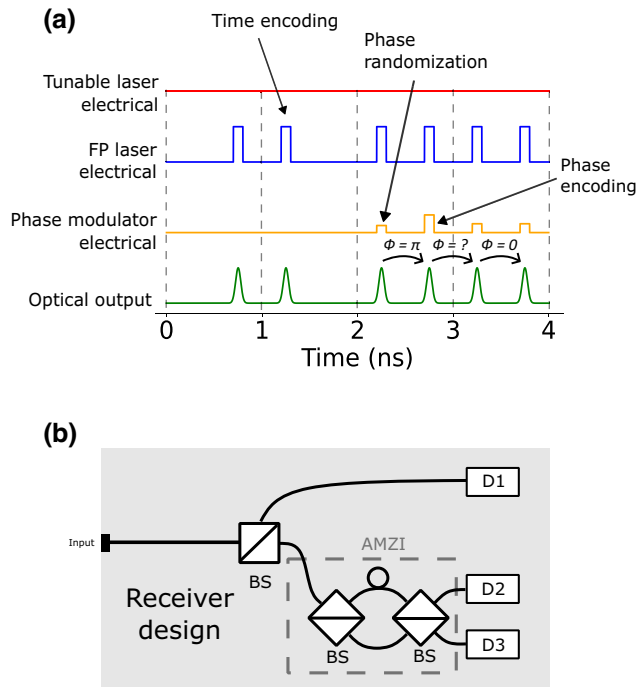 (a)
Time encoding
Phase
randomization
Tunable laser
electrical
FP laser
electrical
Phase
encoding
Phase modulator
electrical
Φ = π
Φ = ?
Φ = 0
Optical output
0
1
2
3
4
Time (ns)
(b)
D1
Input
BS
AMZI
D2
Receiver
design
BS
BS
D3